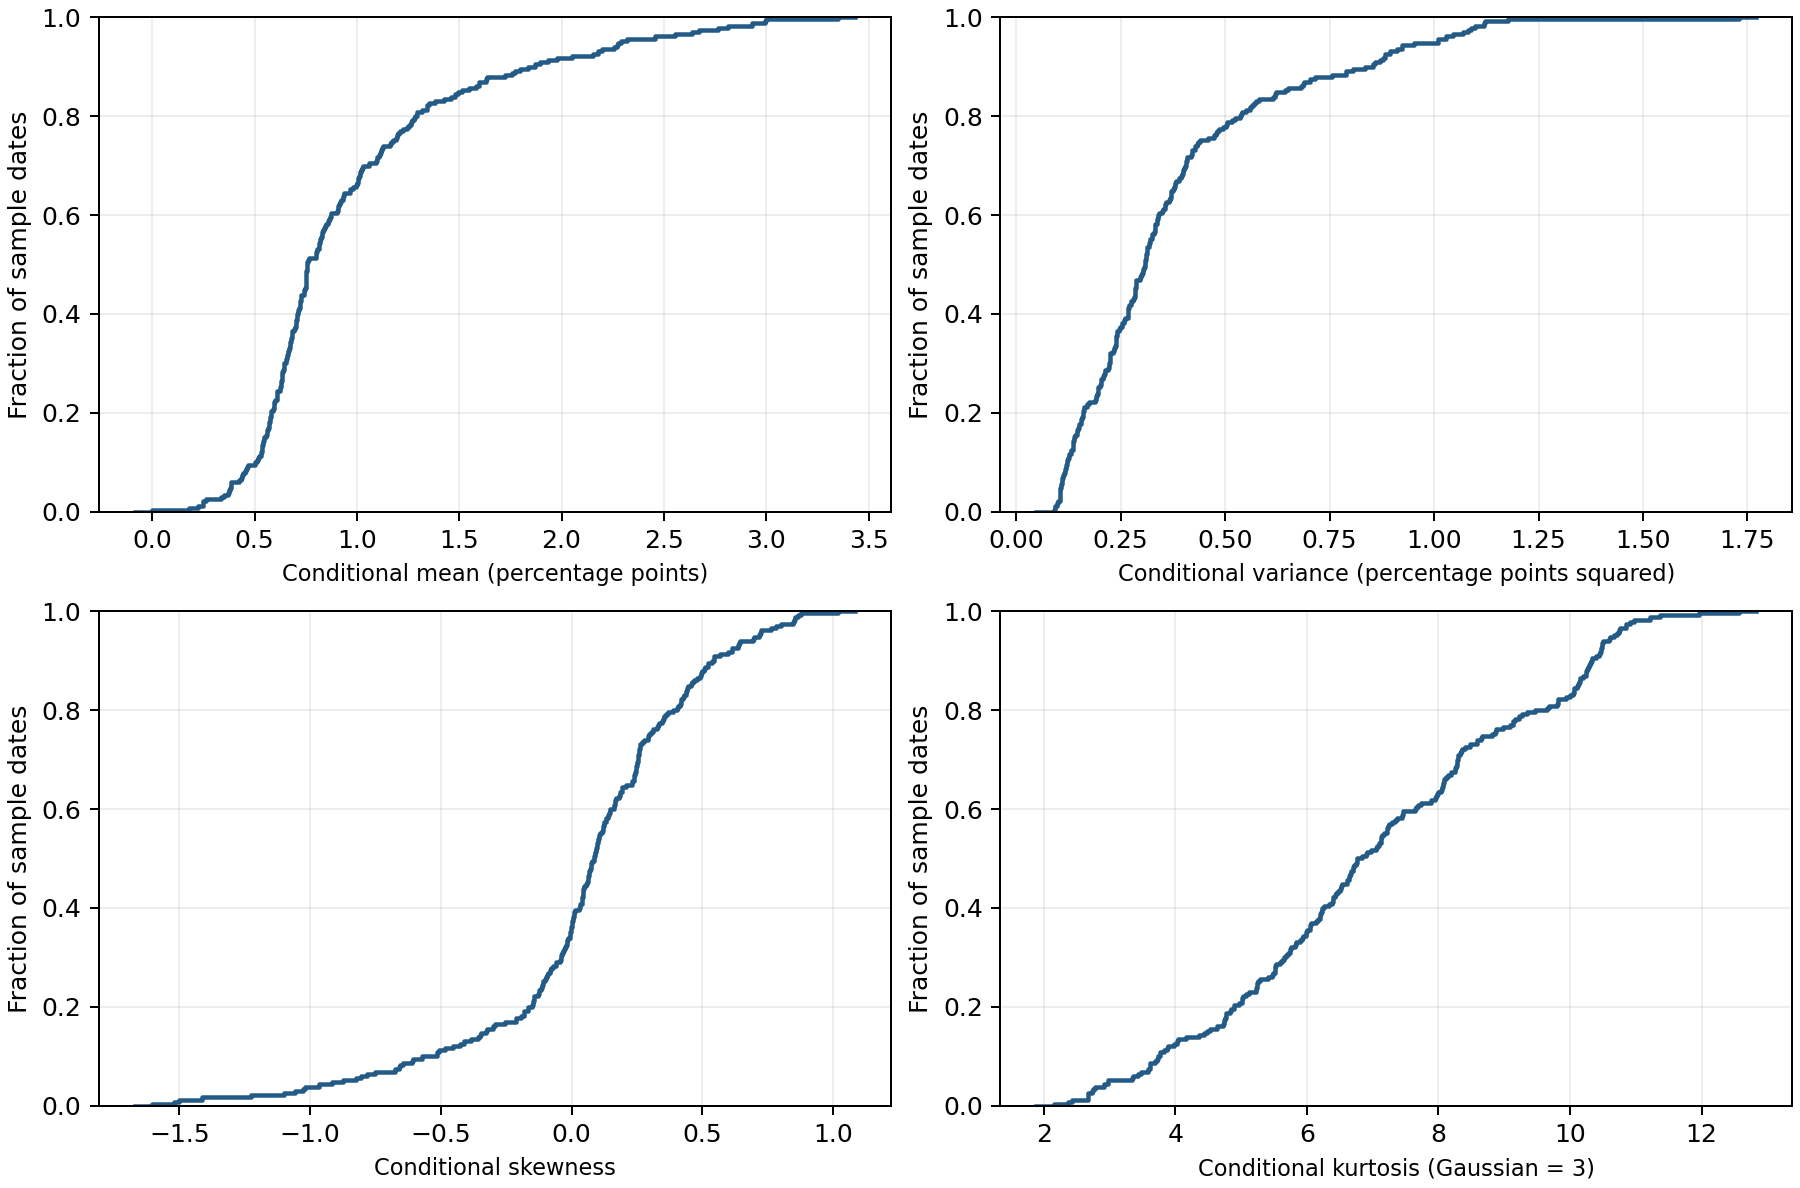 1.0
0.8
0.6
0.4
0.2
0.0
Fraction of sample dates
0.0 0.5 1.0 1.5 2.0 2.5 3.0 3.5
Conditional mean (percentage points)
1.0
0.8
0.6
0.4
0.2
0.0
Fraction of sample dates
0.00 0.25 0.50 0.75 1.00 1.25 1.50 1.75
Conditional variance (percentage points squared)
1.0
0.8
0.6
0.4
0.2
0.0
Fraction of sample dates
−1.5 −1.0 −0.5 0.0 0.5 1.0
Conditional skewness
1.0
0.8
0.6
0.4
0.2
0.0
Fraction of sample dates
2 4 6 8 10 12
Conditional kurtosis (Gaussian = 3)